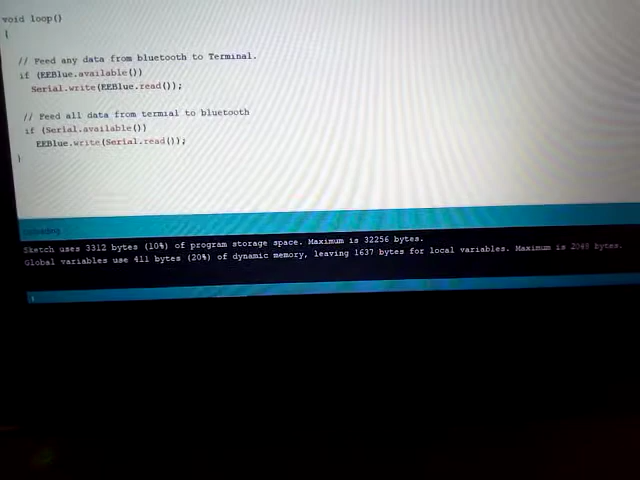 void loop()
{
// Feed any data from bluetooth to Terminal.
if (EEBlue.available())
Serial.write(EEBlue.read());
// Feed all data from termial to bluetooth
if (Serial.available())
EEBlue.write(Serial.read());
}
Uploading
Sketch uses 3312 bytes (10%) of program storage space. Maximum is 32256 bytes.
Global variables use 411 bytes (20%) of dynamic memory, leaving 1637 bytes for local variables. Maximum is 2048 bytes.